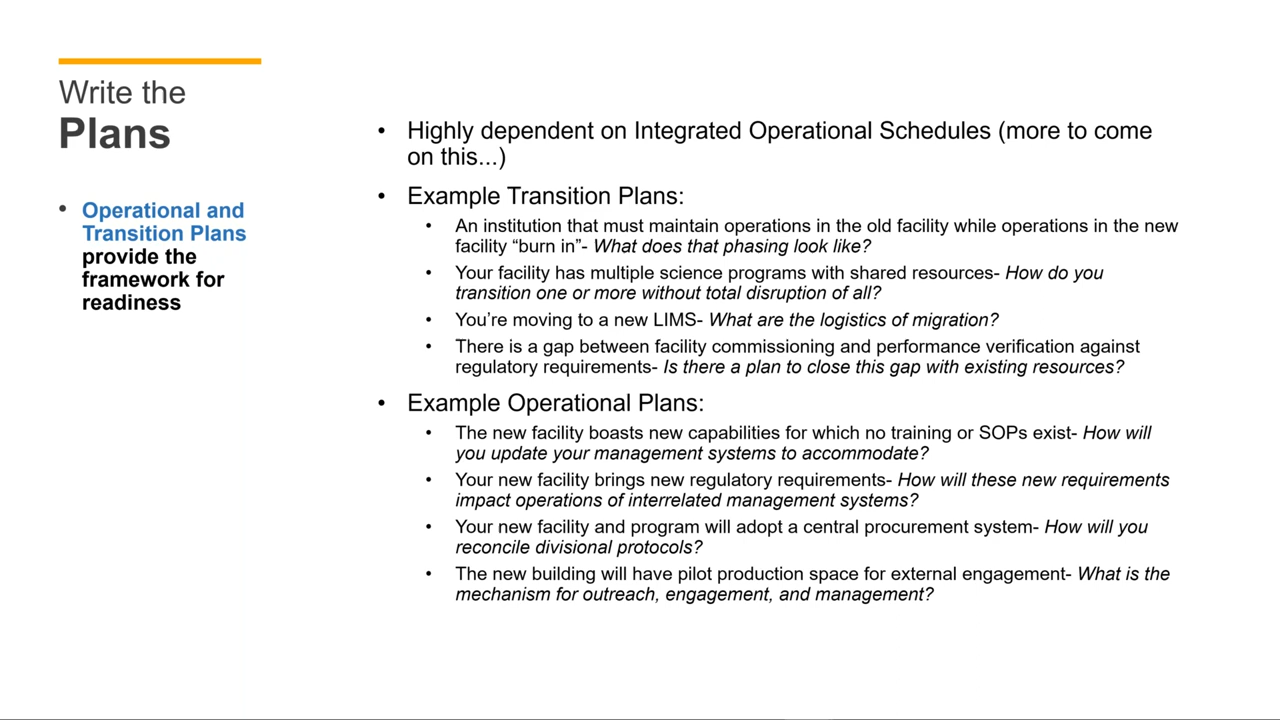 Write the
Plans
• Operational and
Transition Plans
provide the
framework for
readiness
• Highly dependent on Integrated Operational Schedules (more to come
on this...)
• Example Transition Plans:
• An institution that must maintain operations in the old facility while operations in the new
facility “burn in”- What does that phasing look like?
• Your facility has multiple science programs with shared resources- How do you
transition one or more without total disruption of all?
• You’re moving to a new LIMS- What are the logistics of migration?
• There is a gap between facility commissioning and performance verification against
regulatory requirements- Is there a plan to close this gap with existing resources?
• Example Operational Plans:
• The new facility boasts new capabilities for which no training or SOPs exist- How will
you update your management systems to accommodate?
• Your new facility brings new regulatory requirements- How will these new requirements
impact operations of interrelated management systems?
• Your new facility and program will adopt a central procurement system- How will you
reconcile divisional protocols?
• The new building will have pilot production space for external engagement- What is the
mechanism for outreach, engagement, and management?